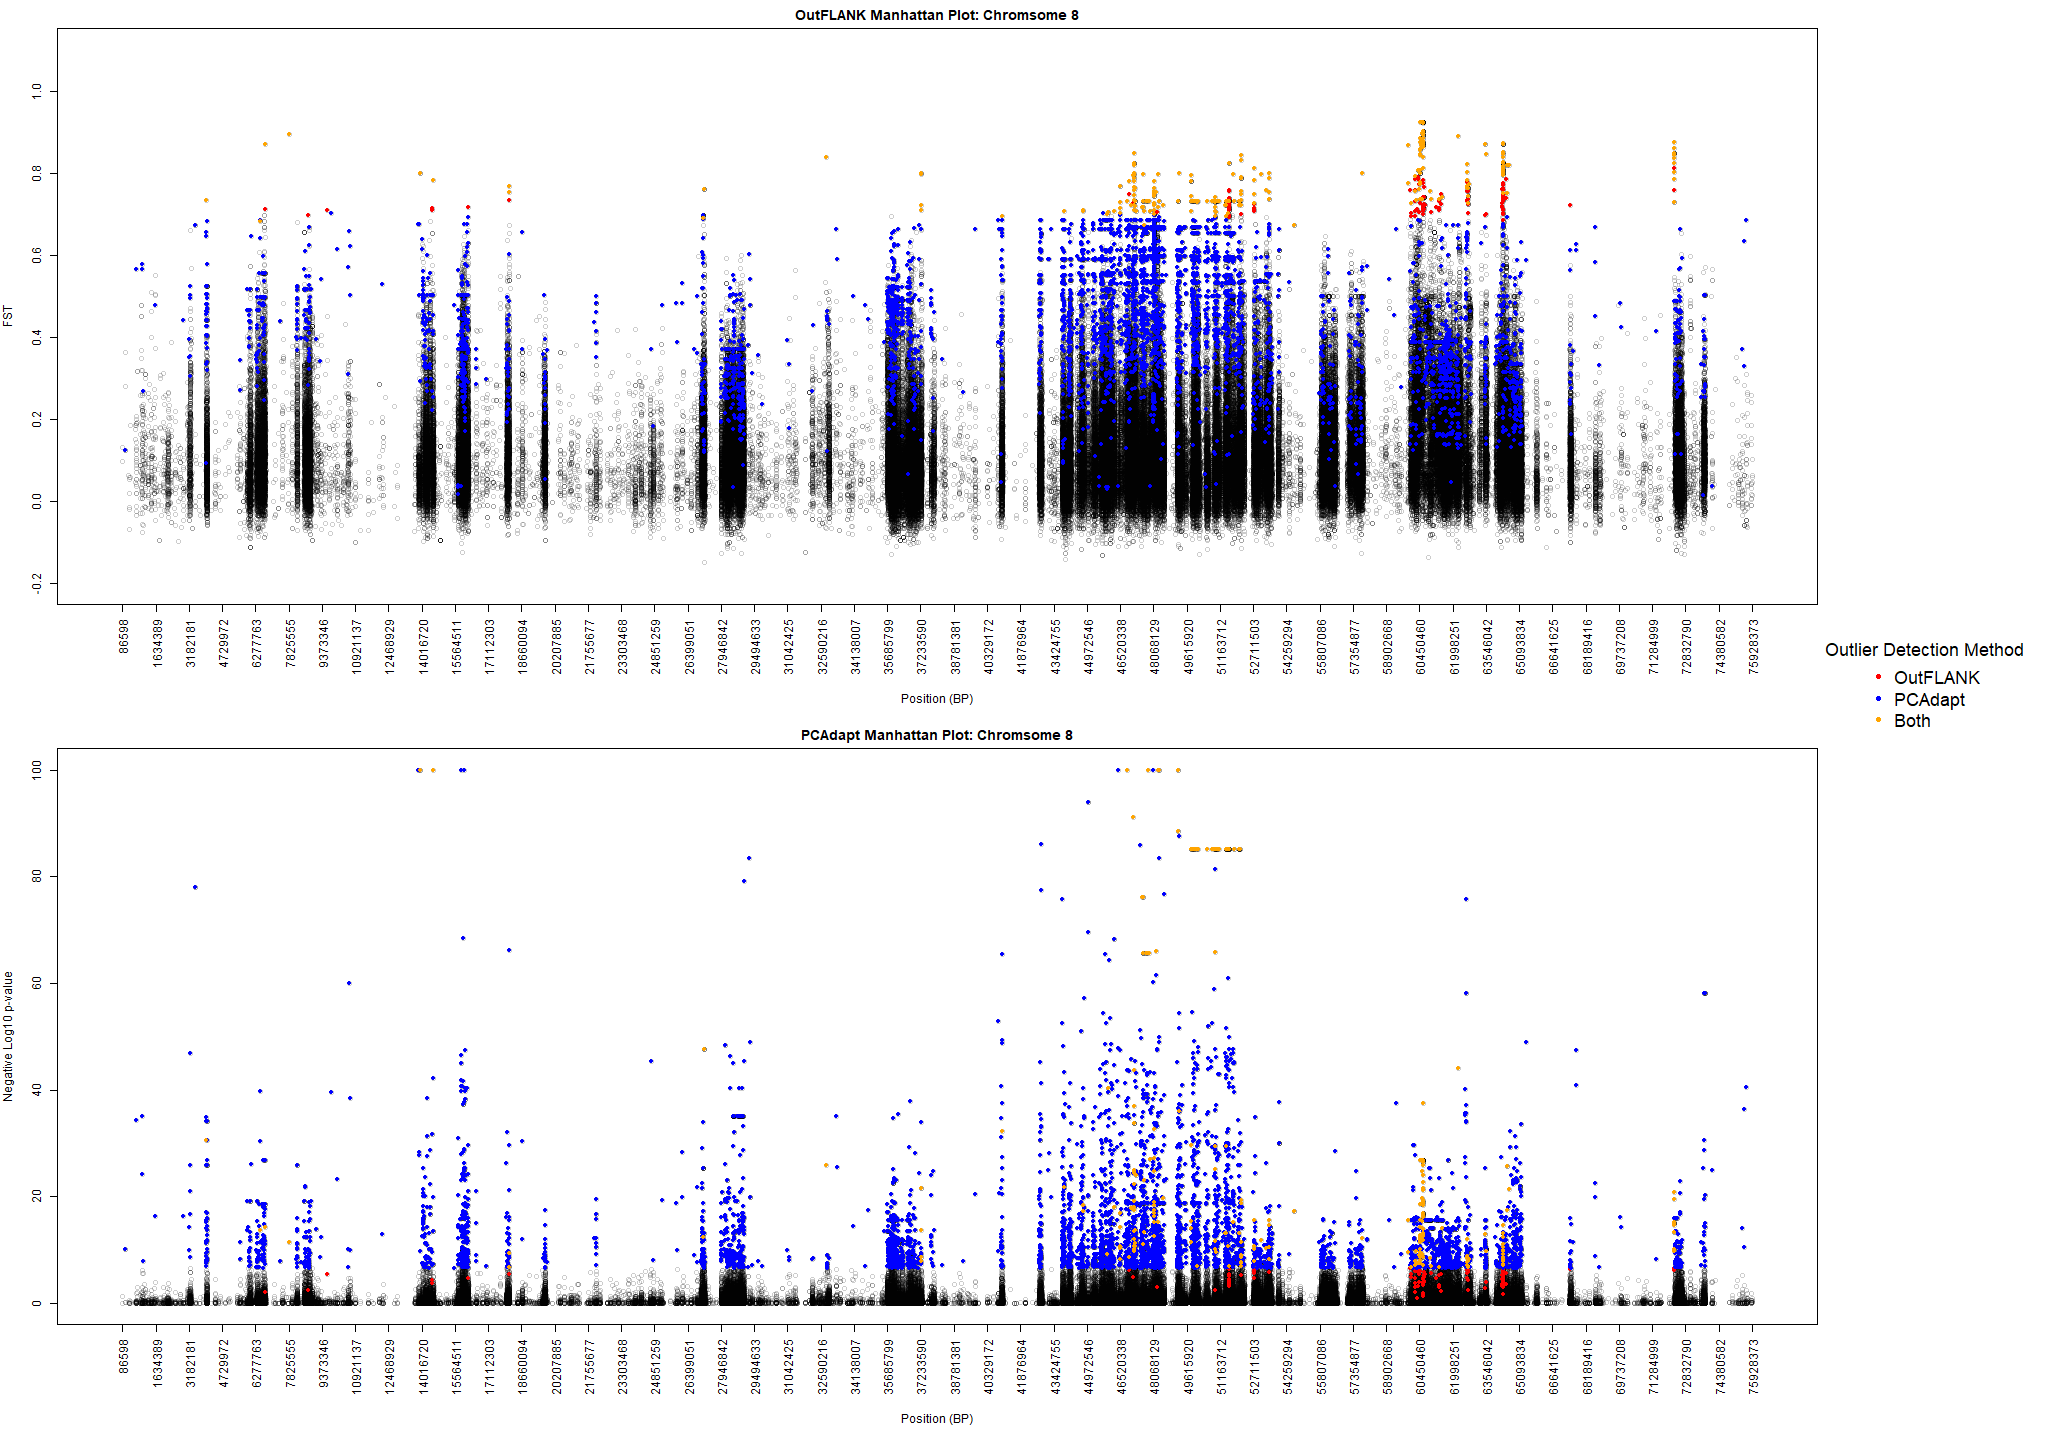 OutFLANK Manhattan Plot: Chromsome 8
FST
1.0
0.8
0.6
0.4
0.2
0.0
-0.2
86598 1634389 3182181 4729972 6277763 7825555 9373346 10921137 12468929 14016720 15564511 17112303 18660094 20207885 21755677 23303468 24851259 26399051 27946842 29494633 31042425 32590216 34138007 35685799 37233590 38781381 40329172 41876964 43424755 44972546 46520338 48068129 49615920 51163712 52711503 54259294 55807086 57354877 58902668 60450460 61998251 63546042 65093834 66641625 68189416 69737208 71284999 72832790 74380582 75928373
Position (BP)
Outlier Detection Method
OutFLANK
PCAdapt
Both
PCAdapt Manhattan Plot: Chromsome 8
Negative Log10 p-value
100
80
60
40
20
0
86598 1634389 3182181 4729972 6277763 7825555 9373346 10921137 12468929 14016720 15564511 17112303 18660094 20207885 21755677 23303468 24851259 26399051 27946842 29494633 31042425 32590216 34138007 35685799 37233590 38781381 40329172 41876964 43424755 44972546 46520338 48068129 49615920 51163712 52711503 54259294 55807086 57354877 58902668 60450460 61998251 63546042 65093834 66641625 68189416 69737208 71284999 72832790 74380582 75928373
Position (BP)